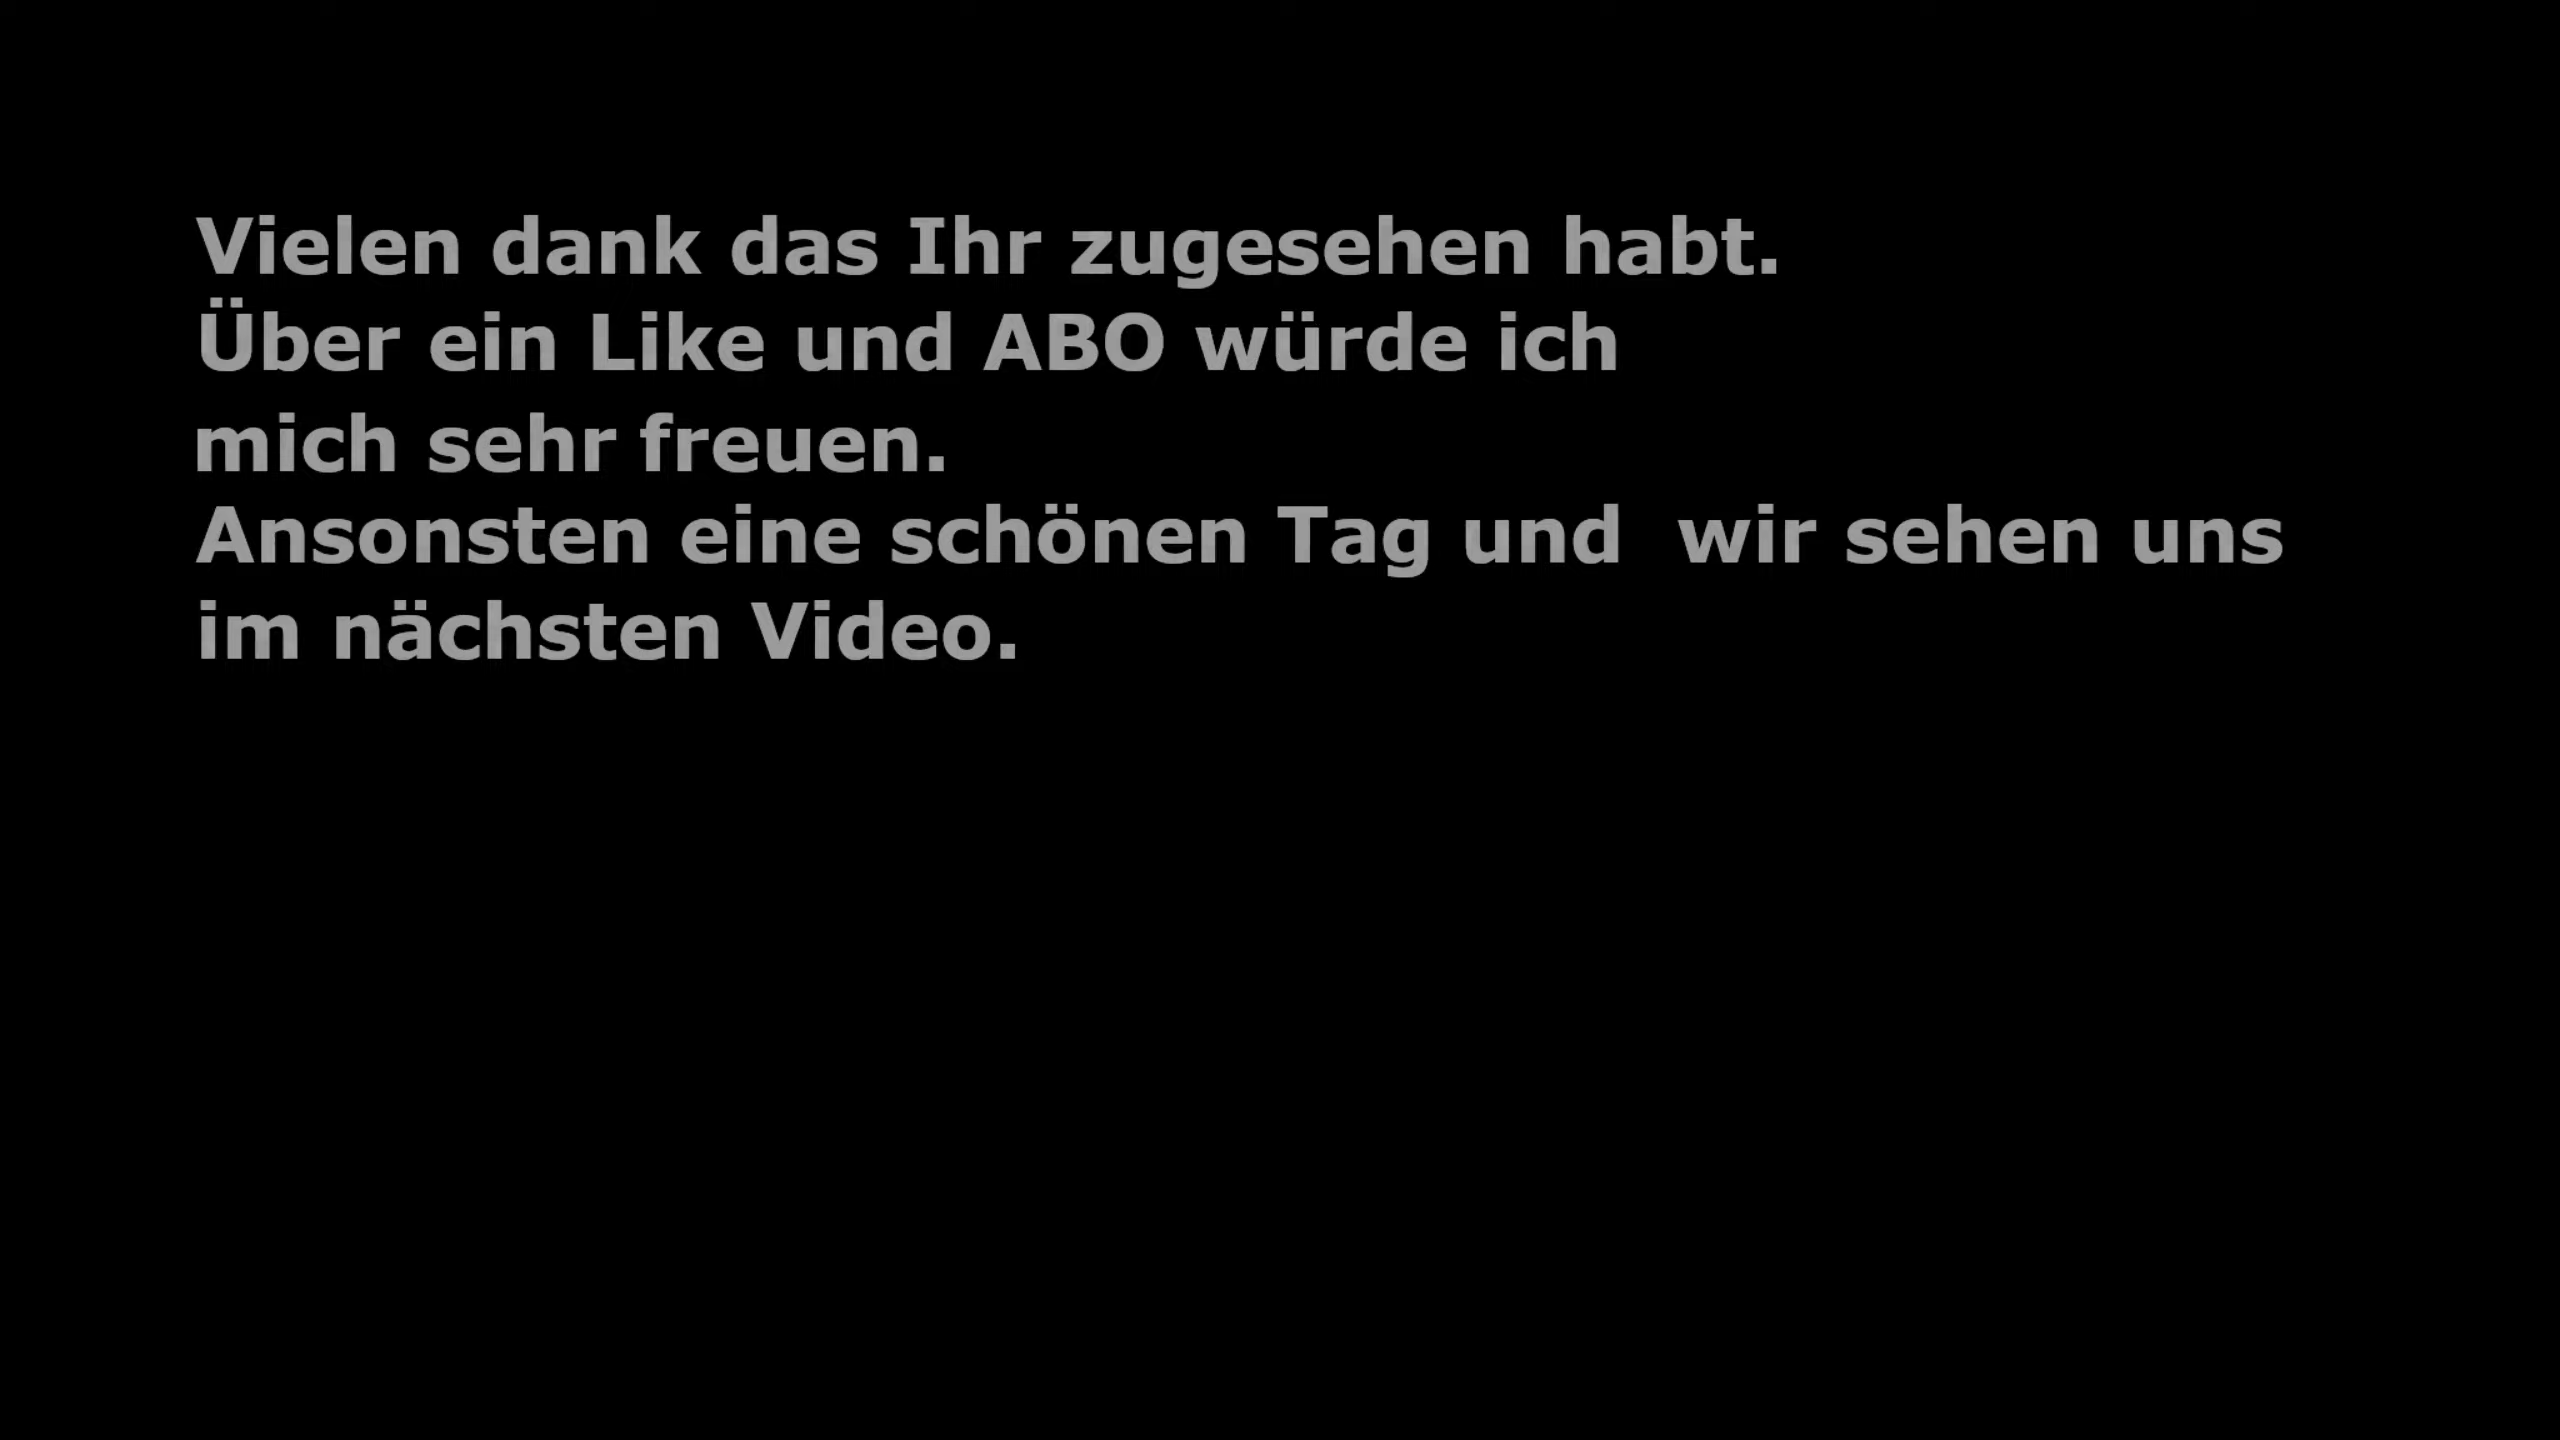 Vielen dank das Ihr zugesehen habt.
Über ein Like und ABO würde ich
mich sehr freuen.
Ansonsten eine schönen Tag und  wir sehen uns
im nächsten Video.